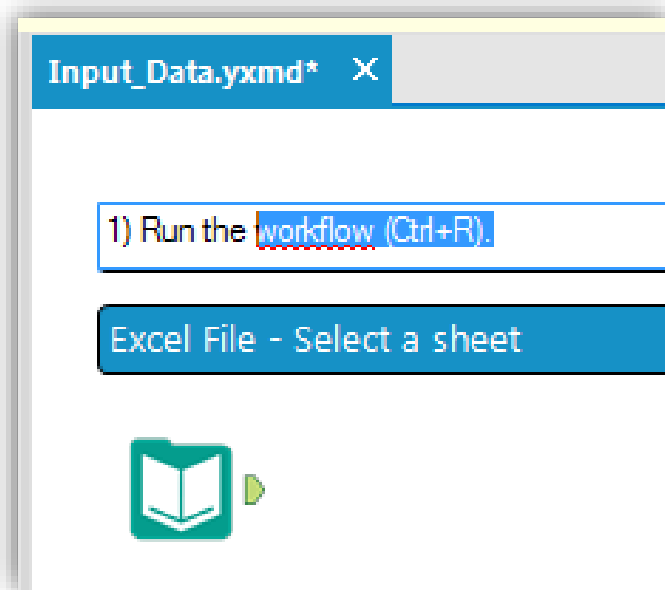 Input_Data.yxmd* X
1) Run the workflow (Ctrl+R).
Excel File - Select a sheet